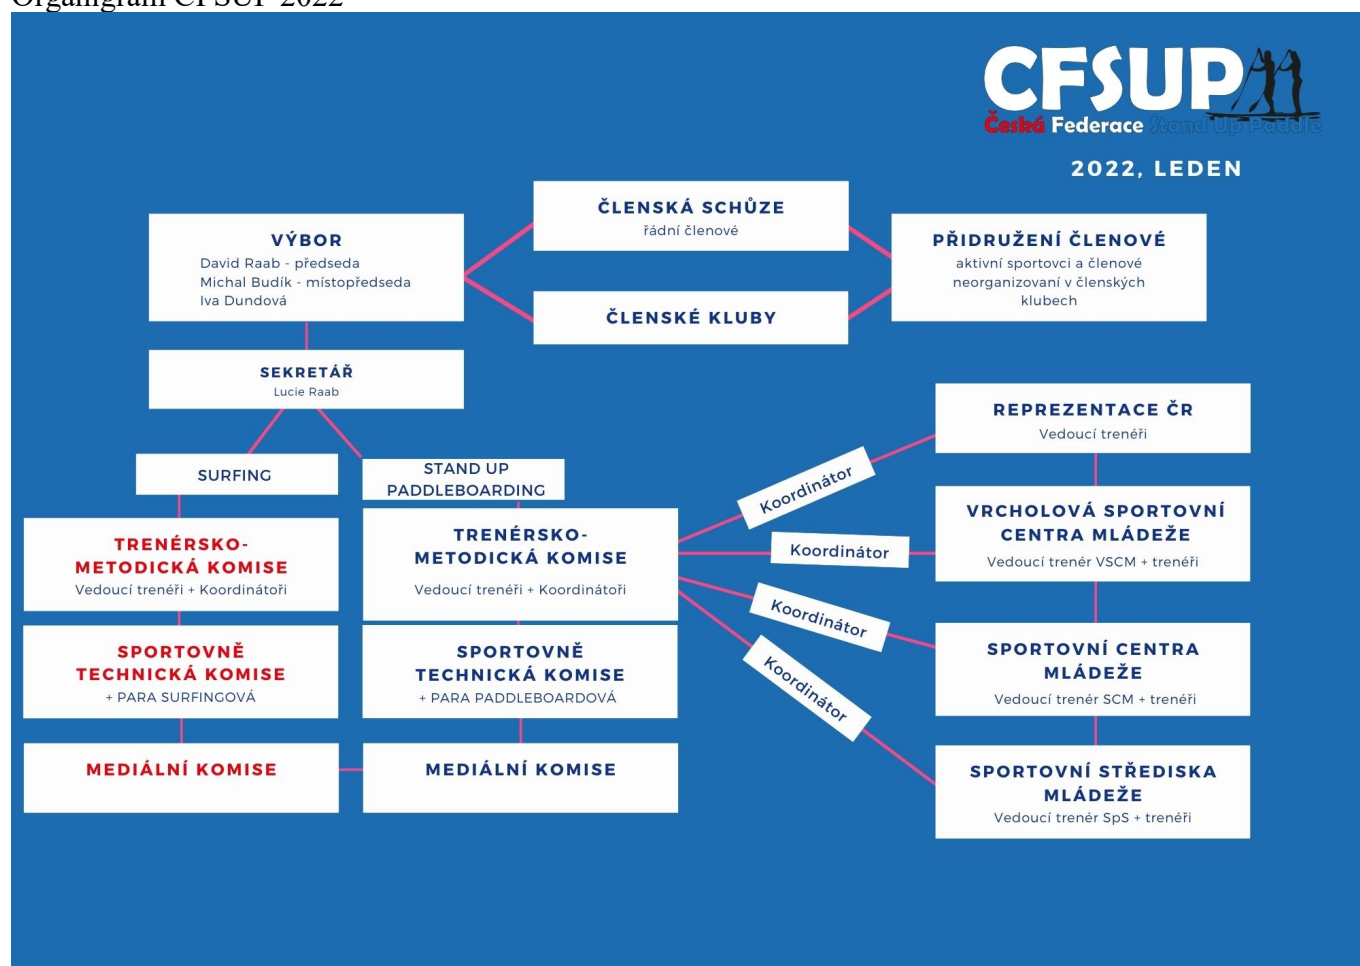 Organigram CFSUP 2022
CFSUP
Česká Federace Stand Up Paddle
2022, LEDEN
ČLENSKÁ SCHŮZE
řádní členové
VÝBOR
David Raab - předseda
Michal Budík - místopředseda
Iva Dundová
PŘIDRUŽENÍ ČLENOVÉ
aktivní sportovci a členové
neorganizovaní v členských
klubech
ČLENSKÉ KLUBY
SEKRETÁŘ
Lucie Raab
SURFING
STAND UP
PADDLEBOARDING
TRENÉRSKO-
METODICKÁ KOMISE
Vedoucí trenéři + Koordinátoři
SPORTOVNĚ
TECHNICKÁ KOMISE
+ PARA SURFINGOVÁ
MEDIÁLNÍ KOMISE
TRENÉRSKO-
METODICKÁ KOMISE
Vedoucí trenéři + Koordinátoři
SPORTOVNĚ
TECHNICKÁ KOMISE
+ PARA PADDLEBOARDOVÁ
MEDIÁLNÍ KOMISE
Koordinátor
Koordinátor
Koordinátor
Koordinátor
REPREZENTACE ČR
Vedoucí trenéři
VRCHOLOVÁ SPORTOVNÍ
CENTRA MLÁDEŽE
Vedoucí trenér VSCM + trenéři
SPORTOVNÍ CENTRA
MLÁDEŽE
Vedoucí trenér SCM + trenéři
SPORTOVNÍ STŘEDISKA
MLÁDEŽE
Vedoucí trenér SpS + trenéři